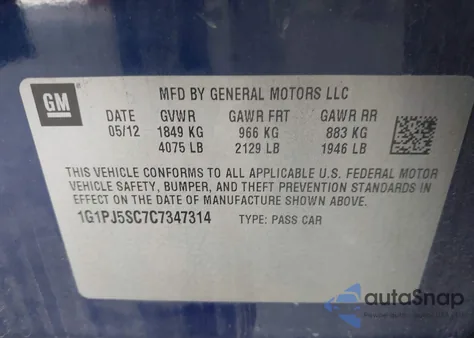 GM
MFD BY GENERAL MOTORS LLC
DATE GVWR GAWR FRT GAWR RR
05/12 1849 KG 966 KG 883 KG
4075 LB 2129 LB 1946 LB
THIS VEHICLE CONFORMS TO ALL APPLICABLE U.S. FEDERAL MOTOR
VEHICLE SAFETY, BUMPER, AND THEFT PREVENTION STANDARDS IN
EFFECT ON THE DATE OF MANUFACTURE SHOWN ABOVE.
1G1PJ5SC7C7347314 TYPE: PASS CAR
autoSnap